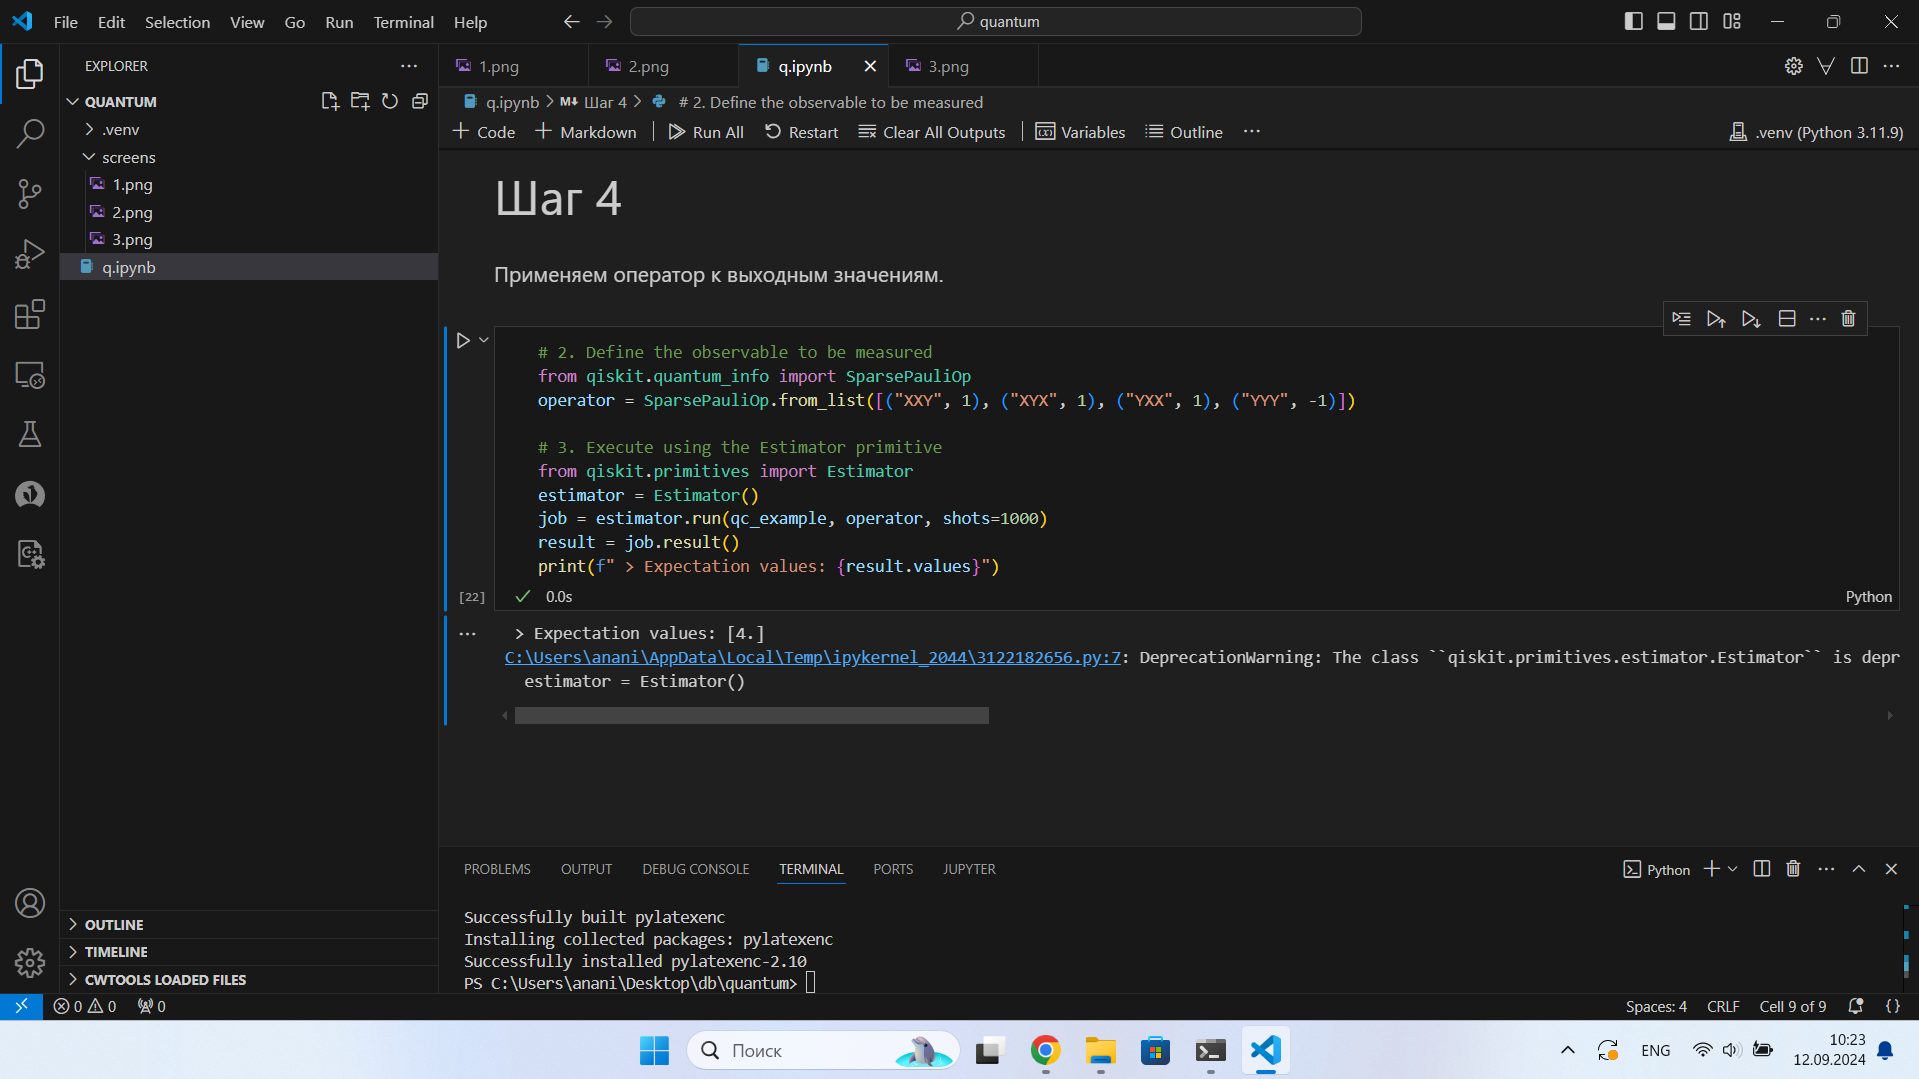 File Edit Selection View Go Run Terminal Help
quantum
EXPLORER
QUANTUM
.venv
screens
1.png
2.png
3.png
q.ipynb
OUTLINE
TIMELINE
CWTOOLS LOADED FILES
1.png 2.png q.ipynb 3.png
q.ipynb > M↓ Шаг 4 > # 2. Define the observable to be measured
+ Code + Markdown Run All Restart Clear All Outputs Variables Outline ... .venv (Python 3.11.9)
Шаг 4
Применяем оператор к выходным значениям.
# 2. Define the observable to be measured
from qiskit.quantum_info import SparsePauliOp
operator = SparsePauliOp.from_list([("XXY", 1), ("XYX", 1), ("YXX", 1), ("YYY", -1)])
# 3. Execute using the Estimator primitive
from qiskit.primitives import Estimator
estimator = Estimator()
job = estimator.run(qc_example, operator, shots=1000)
result = job.result()
print(f" > Expectation values: {result.values}")
[22] 0.0s Python
> Expectation values: [4.]
C:\Users\anani\AppData\Local\Temp\ipykernel_2044\3122182656.py:7: DeprecationWarning: The class ``qiskit.primitives.estimator.Estimator`` is depr
estimator = Estimator()
PROBLEMS OUTPUT DEBUG CONSOLE TERMINAL PORTS JUPYTER
Python
Successfully built pylatexenc
Installing collected packages: pylatexenc
Successfully installed pylatexenc-2.10
PS C:\Users\anani\Desktop\db\quantum>
0 0 0 Spaces: 4 CRLF Cell 9 of 9 {}
Поиск
ENG
10:23
12.09.2024